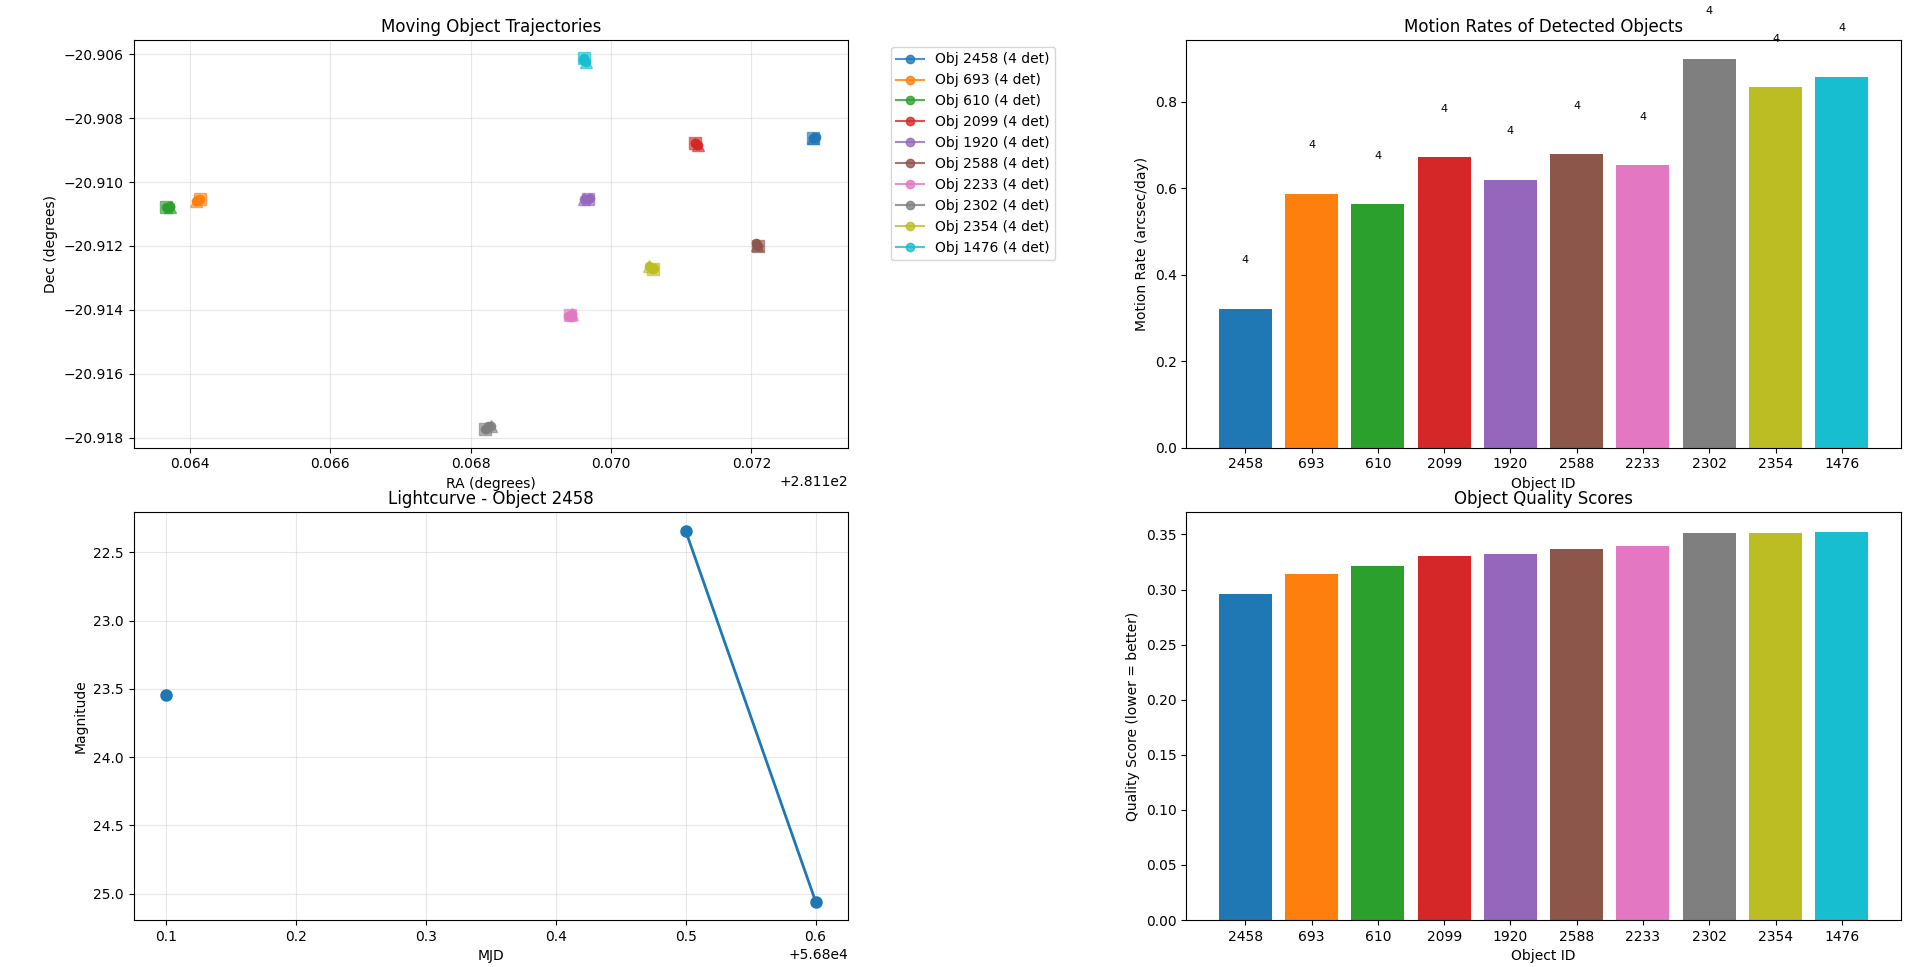 Moving Object Trajectories
−20.906
−20.908
−20.910
−20.912
−20.914
−20.916
−20.918
Dec (degrees)
0.064 0.066 0.068 0.070 0.072
RA (degrees)
+2.811e2
Obj 2458 (4 det)
Obj 693 (4 det)
Obj 610 (4 det)
Obj 2099 (4 det)
Obj 1920 (4 det)
Obj 2588 (4 det)
Obj 2233 (4 det)
Obj 2302 (4 det)
Obj 2354 (4 det)
Obj 1476 (4 det)
Motion Rates of Detected Objects
4 4 4 4 4 4 4 4 4 4
0.8
0.6
0.4
0.2
0.0
Motion Rate (arcsec/day)
2458 693 610 2099 1920 2588 2233 2302 2354 1476
Object ID
Lightcurve - Object 2458
22.5
23.0
23.5
24.0
24.5
25.0
Magnitude
0.1 0.2 0.3 0.4 0.5 0.6
MJD
+5.68e4
Object Quality Scores
0.35
0.30
0.25
0.20
0.15
0.10
0.05
0.00
Quality Score (lower = better)
2458 693 610 2099 1920 2588 2233 2302 2354 1476
Object ID